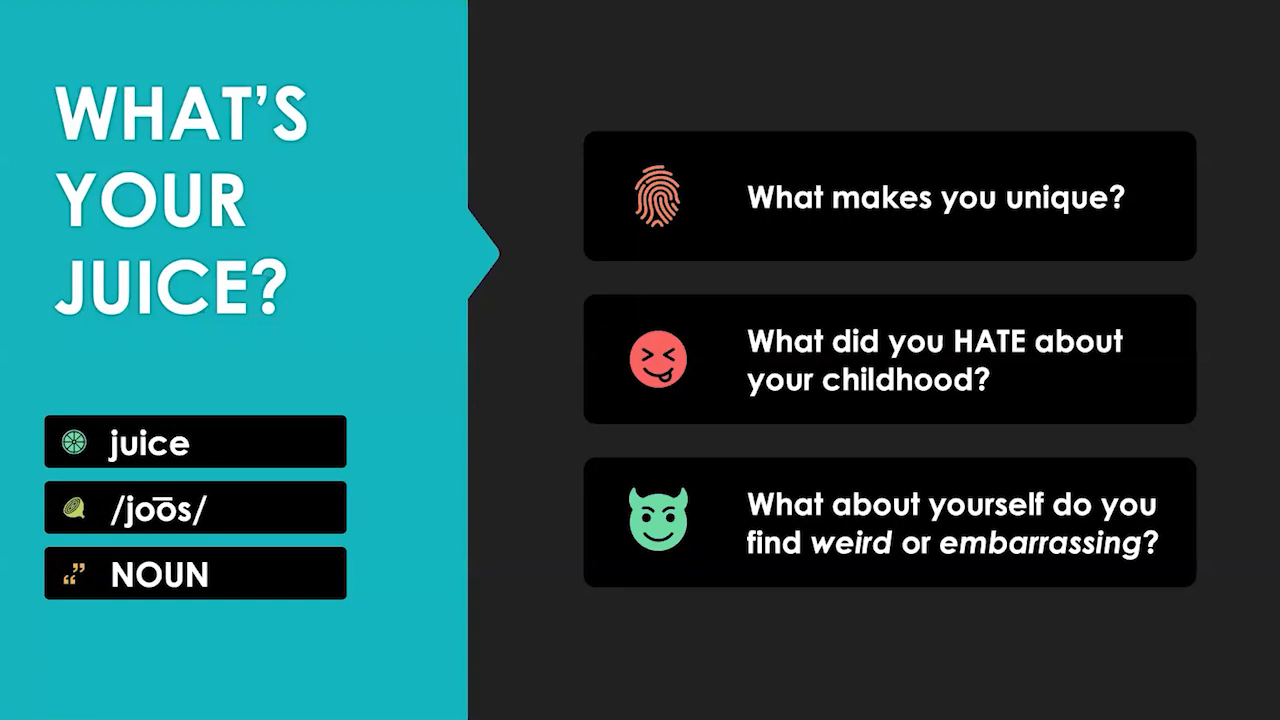 WHAT’S
YOUR
JUICE?
juice
/jo͞os/
NOUN
What makes you unique?
What did you HATE about
your childhood?
What about yourself do you
find weird or embarrassing?